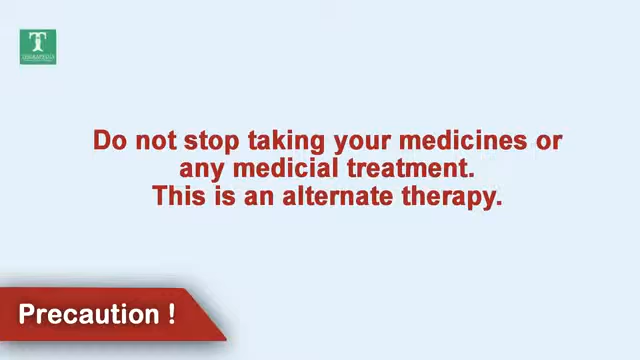 Do not stop taking your medicines or
any medicial treatment.
This is an alternate therapy.
Precaution !